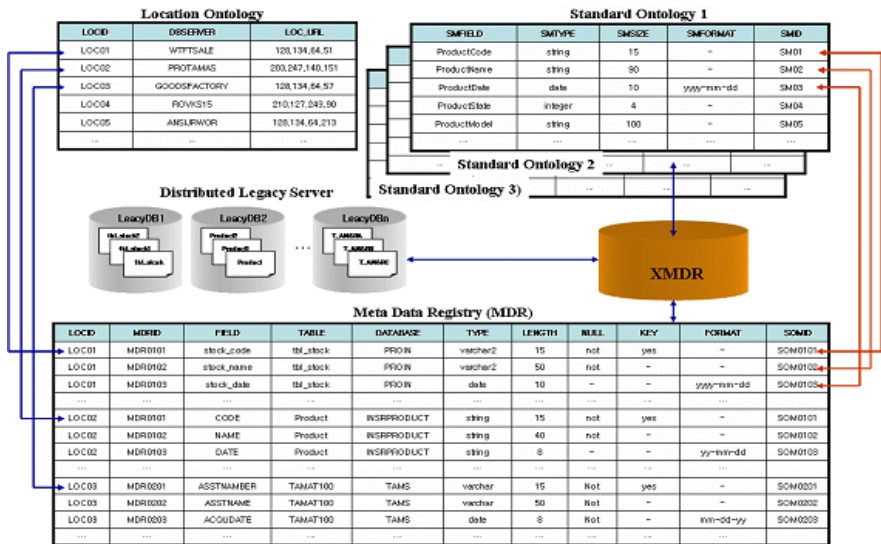 Location Ontology
LOCID DBSERVER LOC_URL
LOC01 WTFTSALE 128,134,64,51
LOC02 PROTAMAS 203,247,140,151
LOC03 GOODSFACTORY 128,134,64,57
LOC04 ROVKS15 210,127,243,90
LOC05 ANSURWOR 128,134,64,213
... ... ...
Standard Ontology 1
SMFIELD SMTYPE SMSIZE SMFORMAT SMID
ProductCode string 15 - SM01
ProductName string 90 - SM02
ProductDate date 10 yyyy-mm-dd SM03
ProductState integer 4 - SM04
ProductModel string 100 - SM05
... ... ... ... ...
Standard Ontology 2
Standard Ontology 3)
Distributed Legacy Server
LeacyDB1 LeacyDB2 ... LeacyDBn
tbl_stock2 Product2
Product
XMDR
Meta Data Registry (MDR)
LOCID MDRID FIELD TABLE DATABASE TYPE LENGTH NULL KEY FORMAT SOMID
LOC01 MDR0101 stock_code tbl_stock PROIN varchar2 15 not yes - SOM0101
LOC01 MDR0102 stock_name tbl_stock PROIN varchar2 50 not - - SOM0102
LOC01 MDR0103 stock_date tbl_stock PROIN date 10 - - yyyy-mm-dd SOM0103
... ... ... ... ... ... ... ... ... ... ...
LOC02 MDR0101 CODE Product INSRPRODUCT string 15 not yes - SOM0101
LOC02 MDR0102 NAME Product INSRPRODUCT string 40 not - - SOM0102
LOC02 MDR0103 DATE Product INSRPRODUCT string 8 - - yy-mm-dd SOM0103
... ... ... ... ... ... ... ... ... ... ...
LOC03 MDR0201 ASSTNAMBER TAMAT100 TAMS varchar 15 Not yes - SOM0201
LOC03 MDR0202 ASSTNAME TAMAT100 TAMS varchar 50 Not - - SOM0202
LOC03 MDR0203 ACQUDATE TAMAT100 TAMS date 8 Not - mm-dd-yy SOM0203
... ... ... ... ... ... ... ... ... ... ...